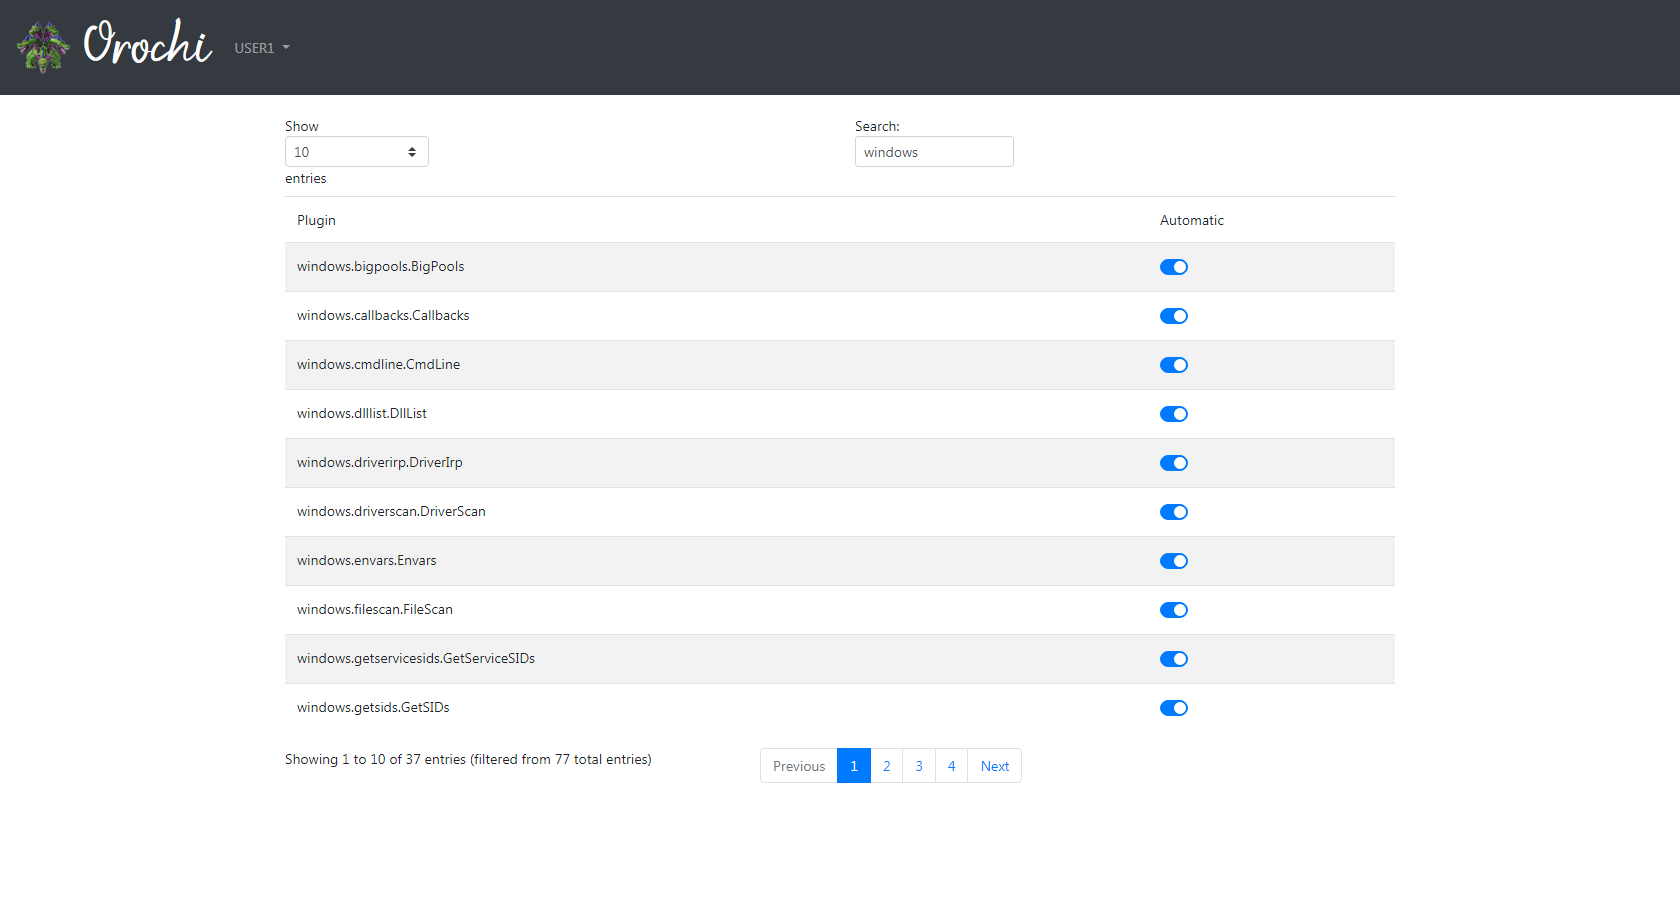 Orochi USER1
Show
10
entries
Search:
windows
Plugin Automatic
windows.bigpools.BigPools
windows.callbacks.Callbacks
windows.cmdline.CmdLine
windows.dlllist.DllList
windows.driverirp.DriverIrp
windows.driverscan.DriverScan
windows.envars.Envars
windows.filescan.FileScan
windows.getservicesids.GetServiceSIDs
windows.getsids.GetSIDs
Showing 1 to 10 of 37 entries (filtered from 77 total entries)
Previous 1 2 3 4 Next